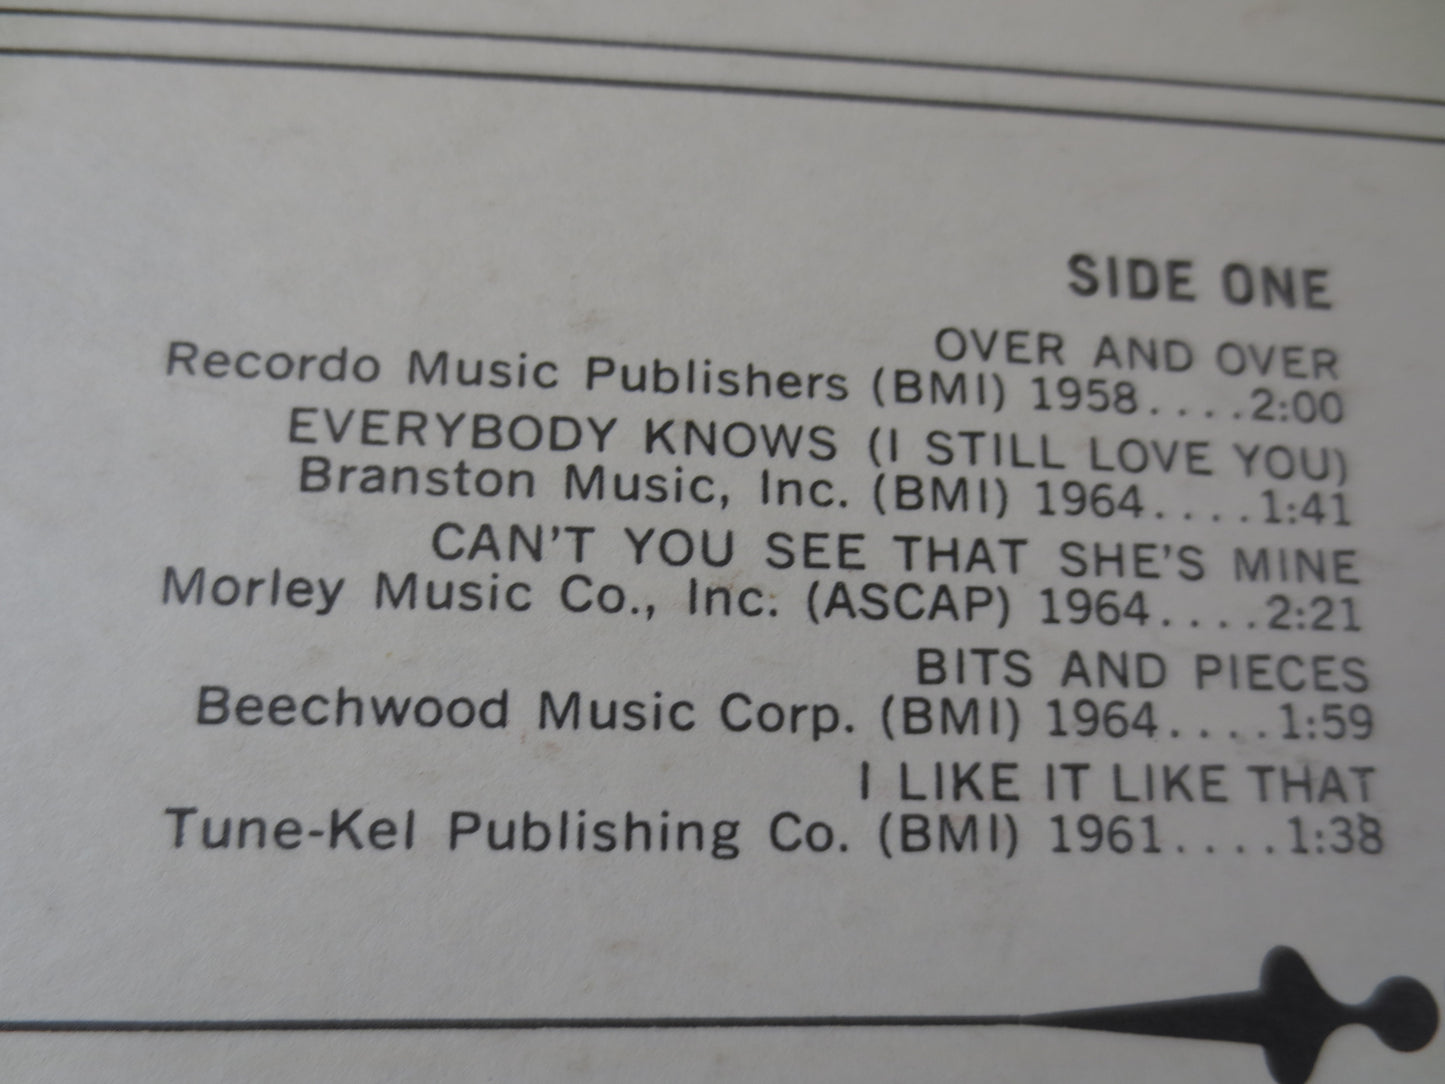 SIDE ONE
OVER AND OVER
Recordo Music Publishers (BMI) 1958....2:00
EVERYBODY KNOWS (I STILL LOVE YOU)
Branston Music, Inc. (BMI) 1964....1:41
CAN'T YOU SEE THAT SHE'S MINE
Morley Music Co., Inc. (ASCAP) 1964....2:21
BITS AND PIECES
Beechwood Music Corp. (BMI) 1964....1:59
I LIKE IT LIKE THAT
Tune-Kel Publishing Co. (BMI) 1961....1:38